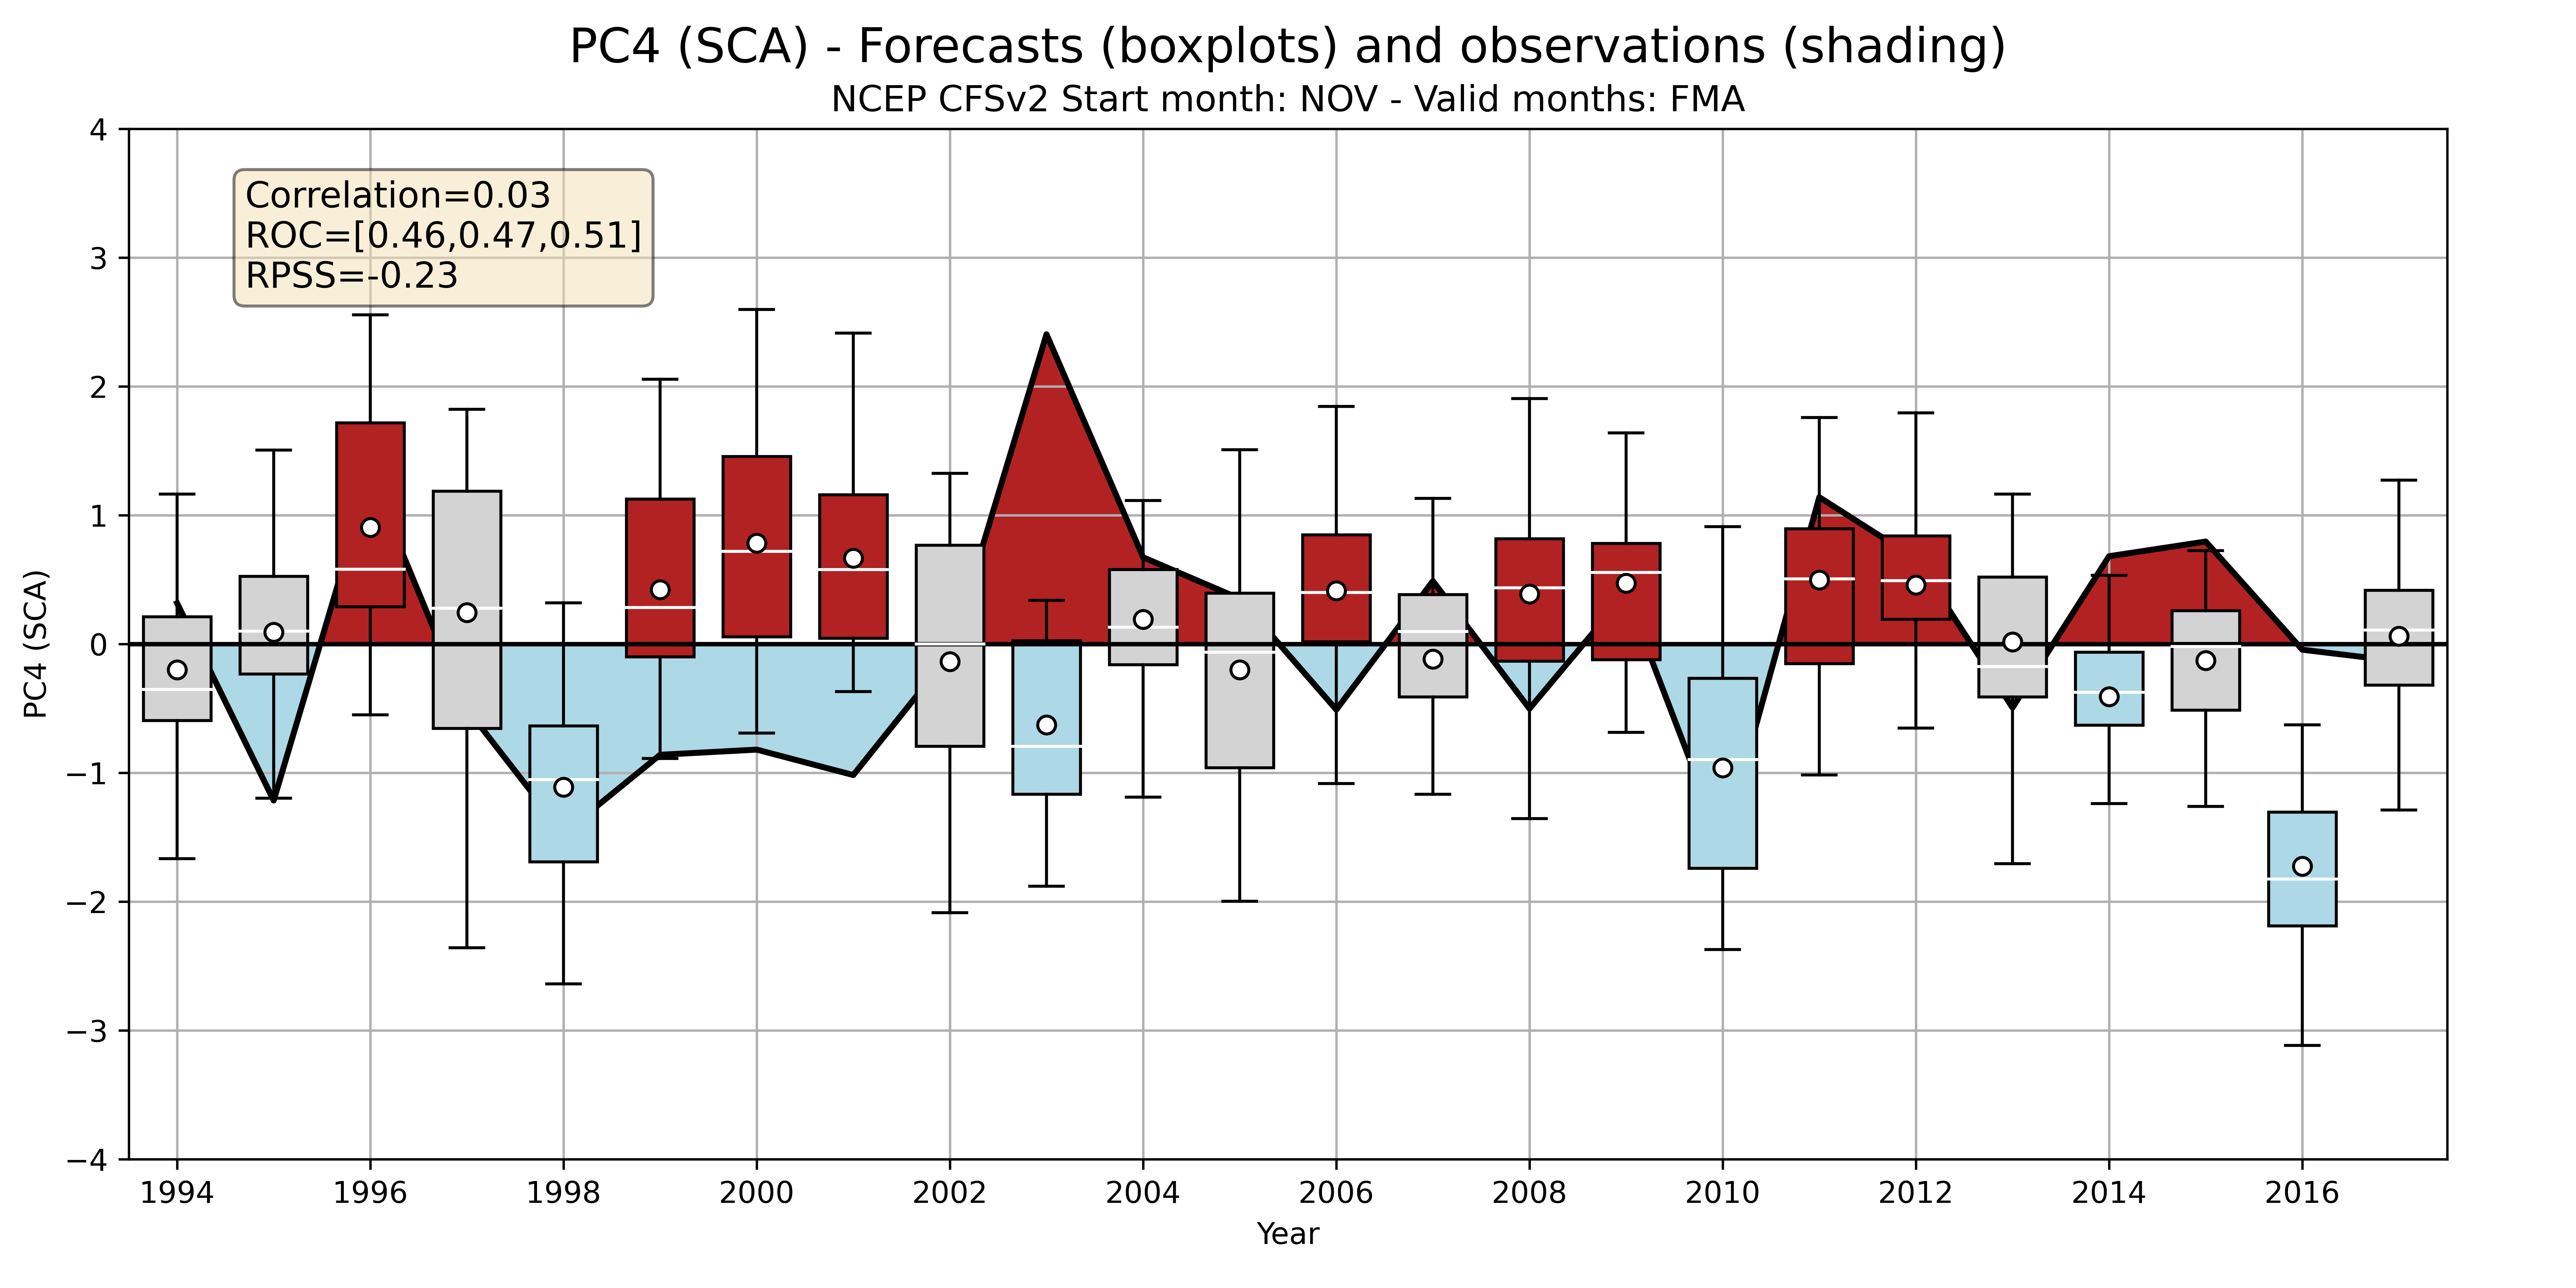 PC4 (SCA) - Forecasts (boxplots) and observations (shading)
NCEP CFSv2 Start month: NOV - Valid months: FMA
Correlation=0.03
ROC=[0.46,0.47,0.51]
RPSS=-0.23
PC4 (SCA)
4
3
2
1
0
−1
−2
−3
−4
1994 1996 1998 2000 2002 2004 2006 2008 2010 2012 2014 2016
Year